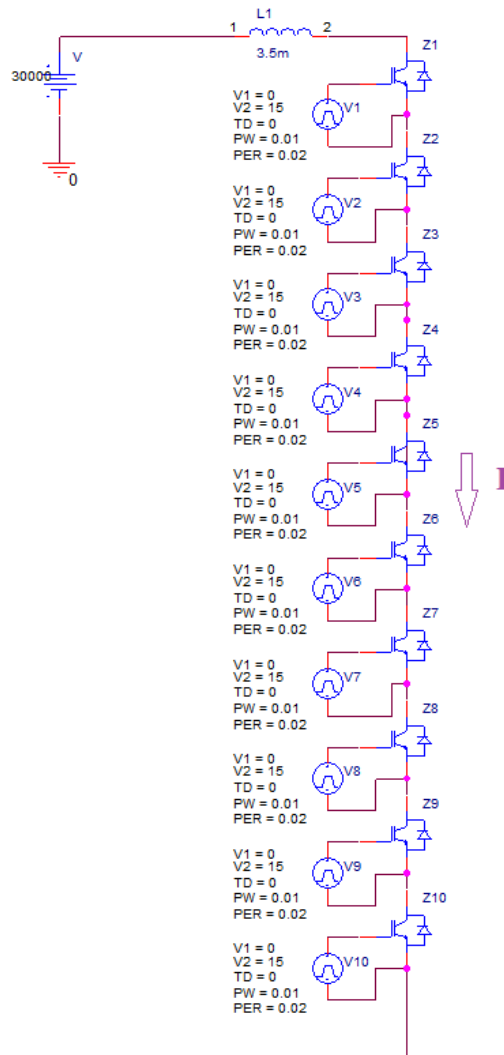 L1
1 2
3.5m
Z1
V
30000
0
V1 = 0
V2 = 15
TD = 0
PW = 0.01
PER = 0.02
V1
Z2
V1 = 0
V2 = 15
TD = 0
PW = 0.01
PER = 0.02
V2
Z3
V1 = 0
V2 = 15
TD = 0
PW = 0.01
PER = 0.02
V3
Z4
V1 = 0
V2 = 15
TD = 0
PW = 0.01
PER = 0.02
V4
Z5
V1 = 0
V2 = 15
TD = 0
PW = 0.01
PER = 0.02
V5
I
Z6
V1 = 0
V2 = 15
TD = 0
PW = 0.01
PER = 0.02
V6
Z7
V1 = 0
V2 = 15
TD = 0
PW = 0.01
PER = 0.02
V7
Z8
V1 = 0
V2 = 15
TD = 0
PW = 0.01
PER = 0.02
V8
Z9
V1 = 0
V2 = 15
TD = 0
PW = 0.01
PER = 0.02
V9
Z10
V1 = 0
V2 = 15
TD = 0
PW = 0.01
PER = 0.02
V10